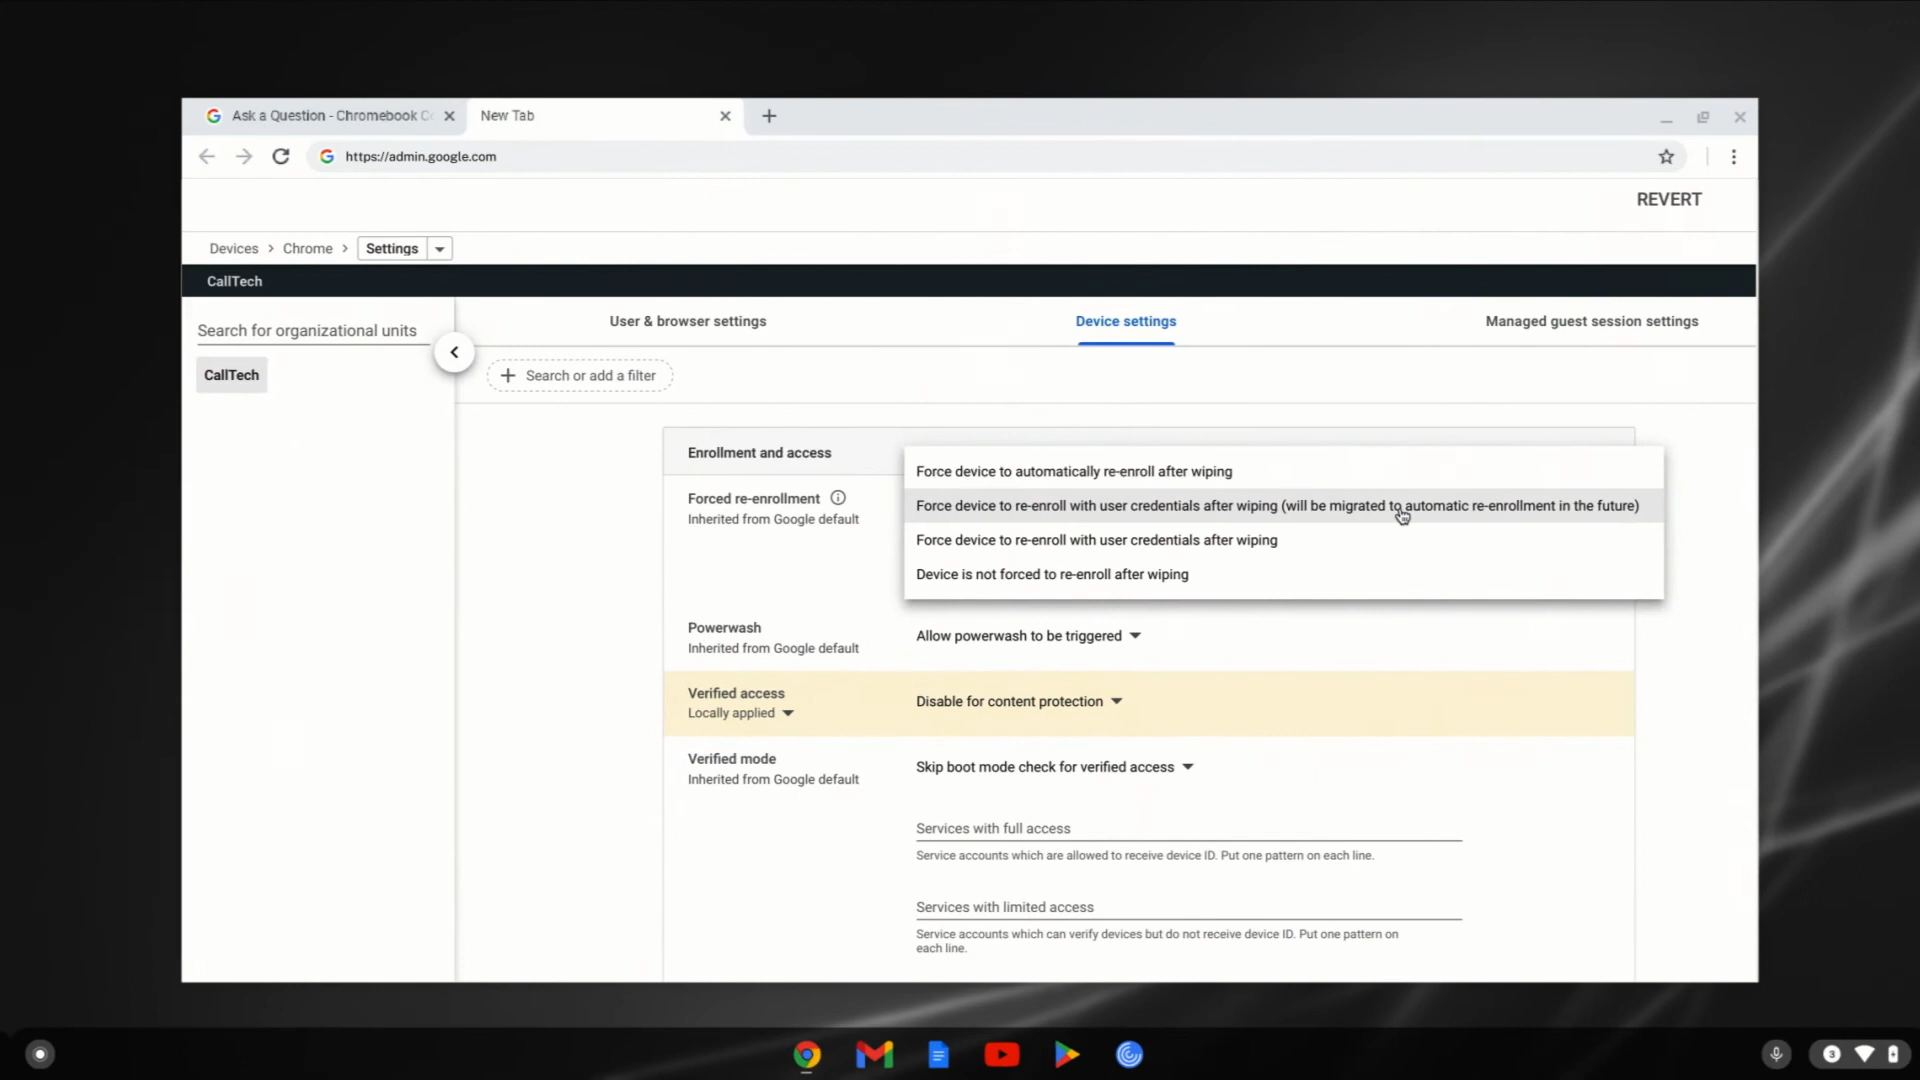 Ask a Question - Chromebook C
New Tab
https://admin.google.com
REVERT
Devices > Chrome > Settings
CallTech
Search for organizational units
CallTech
User & browser settings
Device settings
Managed guest session settings
+ Search or add a filter
Enrollment and access
Forced re-enrollment
Inherited from Google default
Force device to automatically re-enroll after wiping
Force device to re-enroll with user credentials after wiping (will be migrated to automatic re-enrollment in the future)
Force device to re-enroll with user credentials after wiping
Device is not forced to re-enroll after wiping
Powerwash
Inherited from Google default
Allow powerwash to be triggered
Verified access
Locally applied
Disable for content protection
Verified mode
Inherited from Google default
Skip boot mode check for verified access
Services with full access
Service accounts which are allowed to receive device ID. Put one pattern on each line.
Services with limited access
Service accounts which can verify devices but do not receive device ID. Put one pattern on
each line.
3